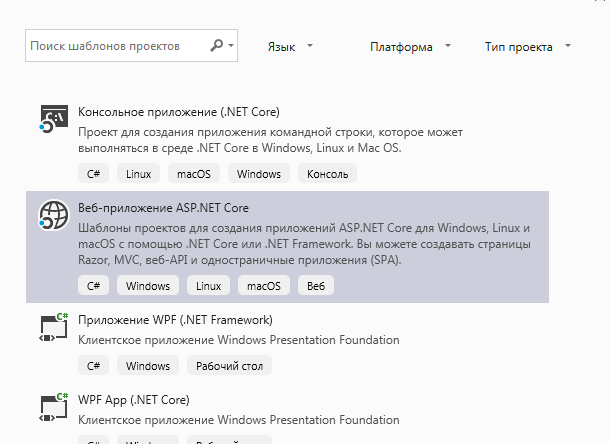 Поиск шаблонов проектов
Язык Платформа Тип проекта
Консольное приложение (.NET Core)
Проект для создания приложения командной строки, которое может
выполняться в среде .NET Core в Windows, Linux и Mac OS.
C# Linux macOS Windows Консоль
Веб-приложение ASP.NET Core
Шаблоны проектов для создания приложений ASP.NET Core для Windows, Linux и
macOS с помощью .NET Core или .NET Framework. Вы можете создавать страницы
Razor, MVC, веб-API и одностраничные приложения (SPA).
C# Windows Linux macOS Веб
Приложение WPF (.NET Framework)
Клиентское приложение Windows Presentation Foundation
C# Windows Рабочий стол
WPF App (.NET Core)
Клиентское приложение Windows Presentation Foundation
C# Windows Рабочий стол